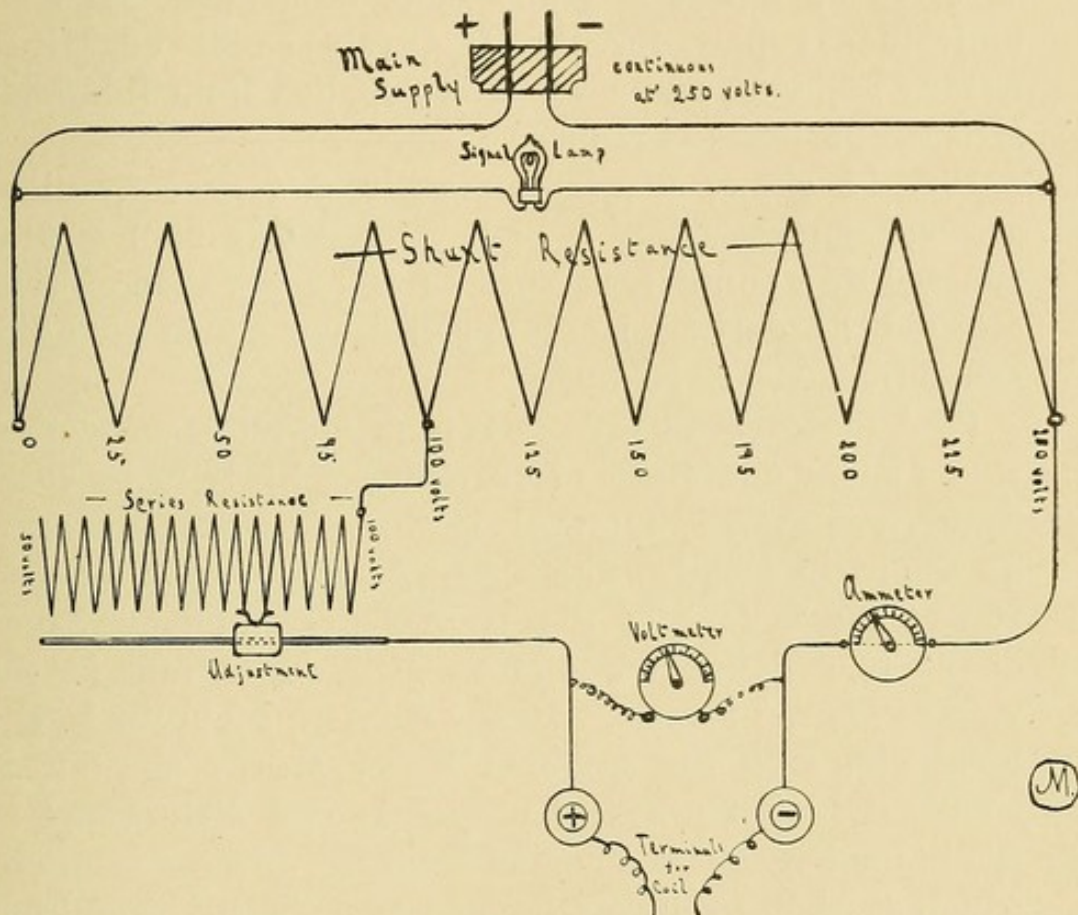 + −
Main
Supply
continuous
at 250 volts.
Signal Lamp
— Shunt Resistance —
0
25
50
75
100 volts
125
150
175
200
225
250 volts
— Series Resistance —
50 volts
100 volts
Adjustment
Voltmeter
Ammeter
+
−
Terminals
for
Coil
M.